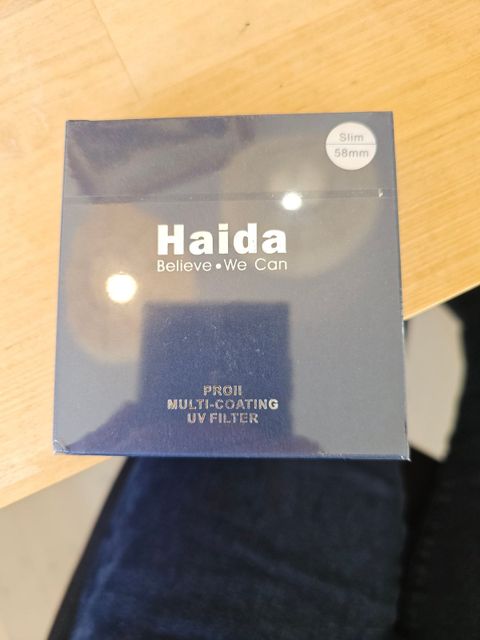 Slim
58mm
Haida
Believe•We Can
PROII
MULTI-COATING
UV FILTER